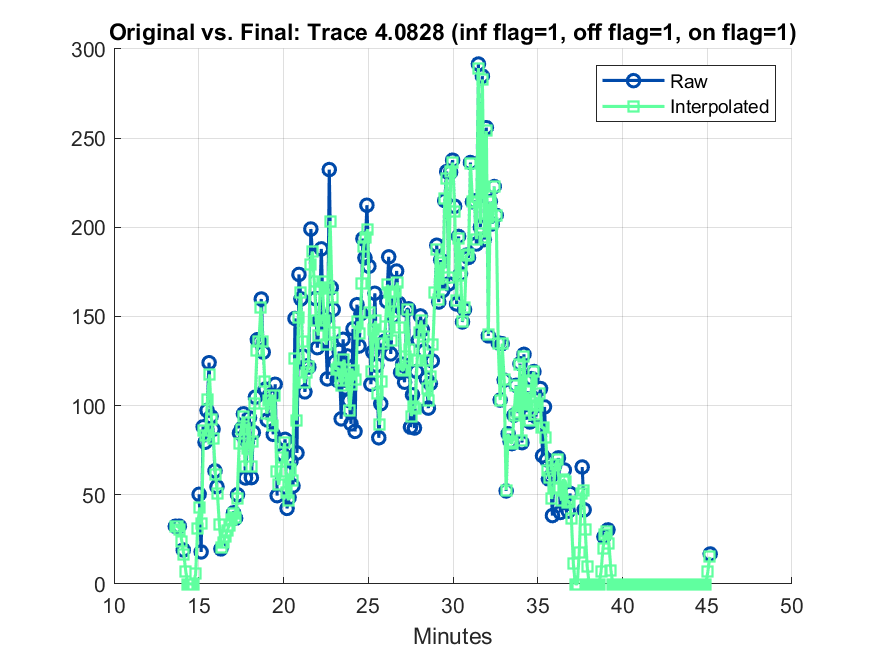 Original vs. Final: Trace 4.0828 (inf flag=1, off flag=1, on flag=1)
300
250
200
150
100
50
0
Raw
Interpolated
10 15 20 25 30 35 40 45 50
Minutes